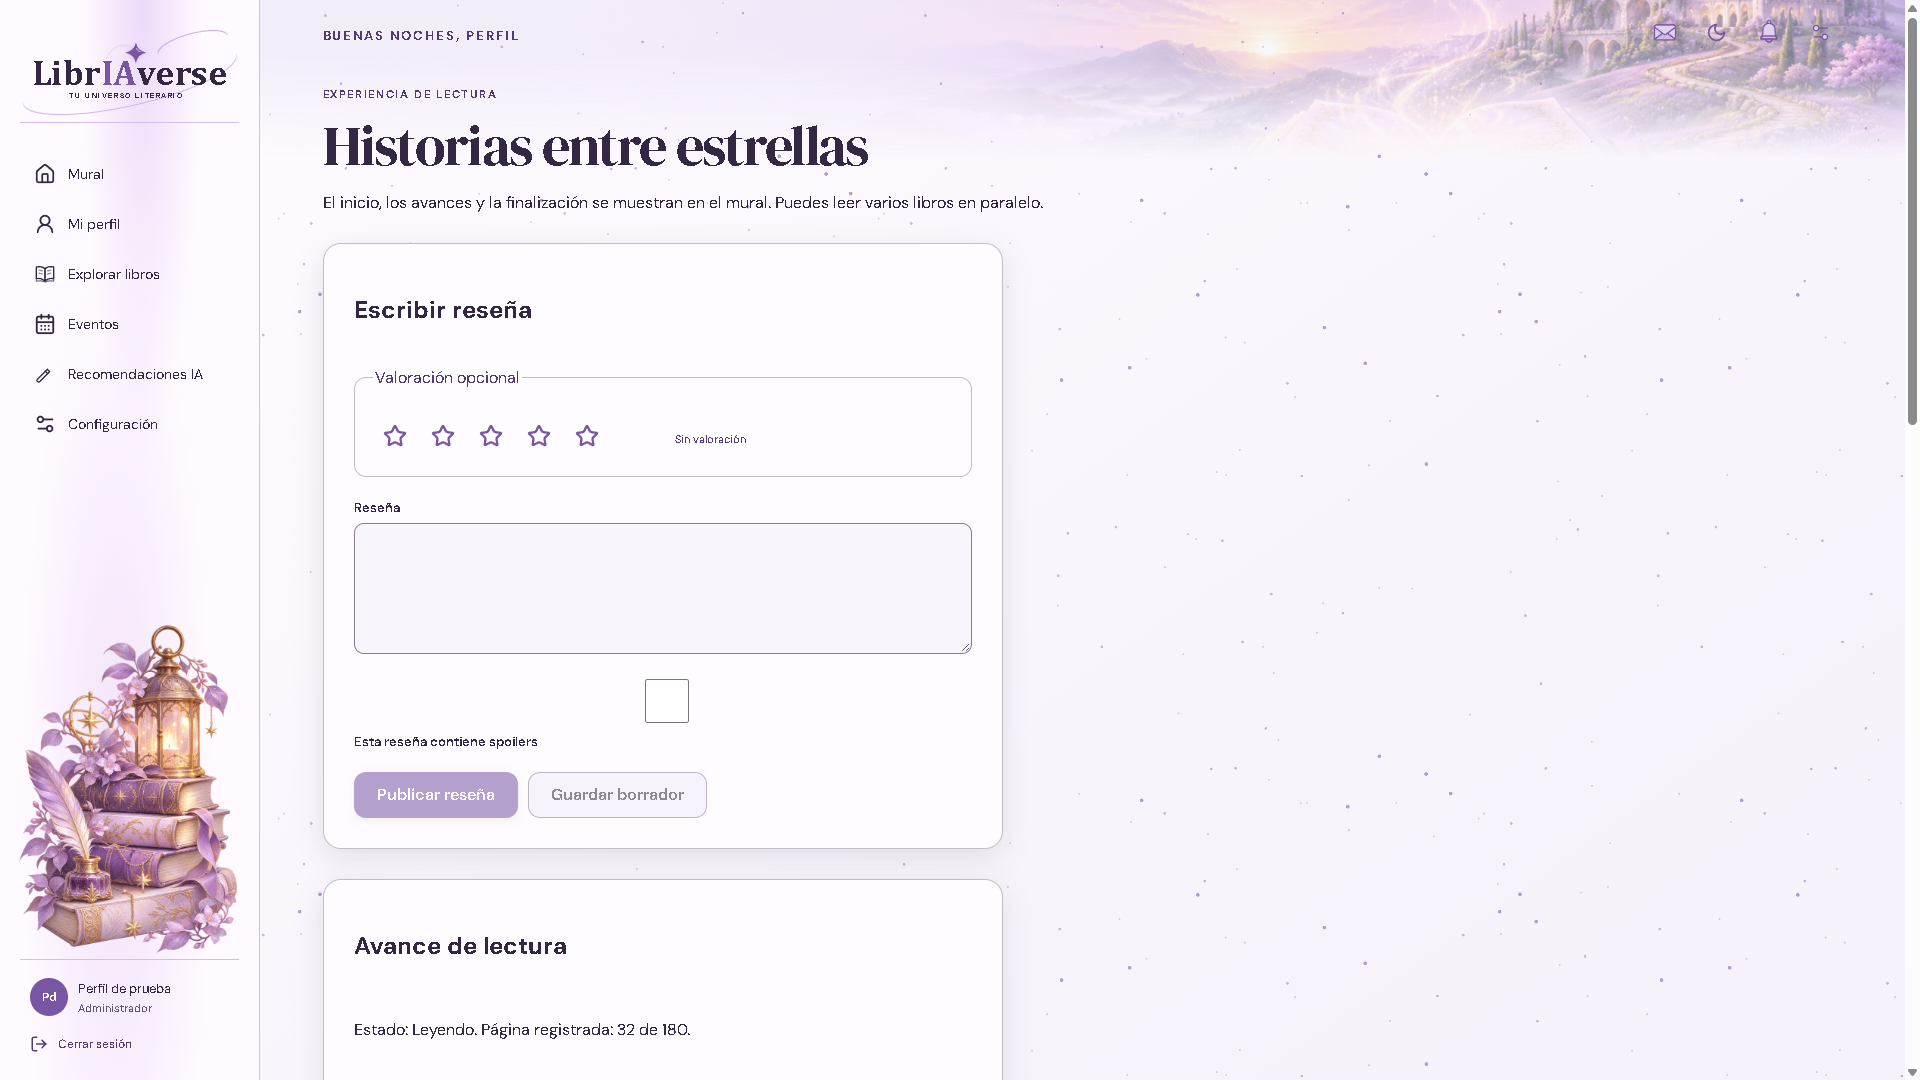 LibrIAverse
TU UNIVERSO LITERARIO
Mural
Mi perfil
Explorar libros
Eventos
Recomendaciones IA
Configuración
Pd
Perfil de prueba
Administrador
Cerrar sesión
BUENAS NOCHES, PERFIL
EXPERIENCIA DE LECTURA
Historias entre estrellas
El inicio, los avances y la finalización se muestran en el mural. Puedes leer varios libros en paralelo.
Escribir reseña
Valoración opcional
Sin valoración
Reseña
Esta reseña contiene spoilers
Publicar reseña
Guardar borrador
Avance de lectura
Estado: Leyendo. Página registrada: 32 de 180.